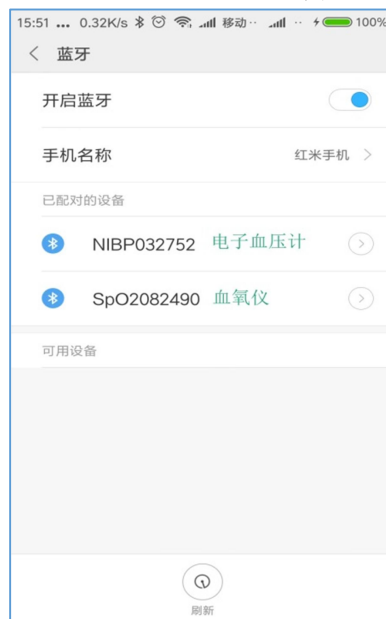 15:51 ... 0.32K/s 移动·· ·· 100%
蓝牙
开启蓝牙
手机名称 红米手机
已配对的设备
NIBP032752 电子血压计
SpO2082490 血氧仪
可用设备
刷新